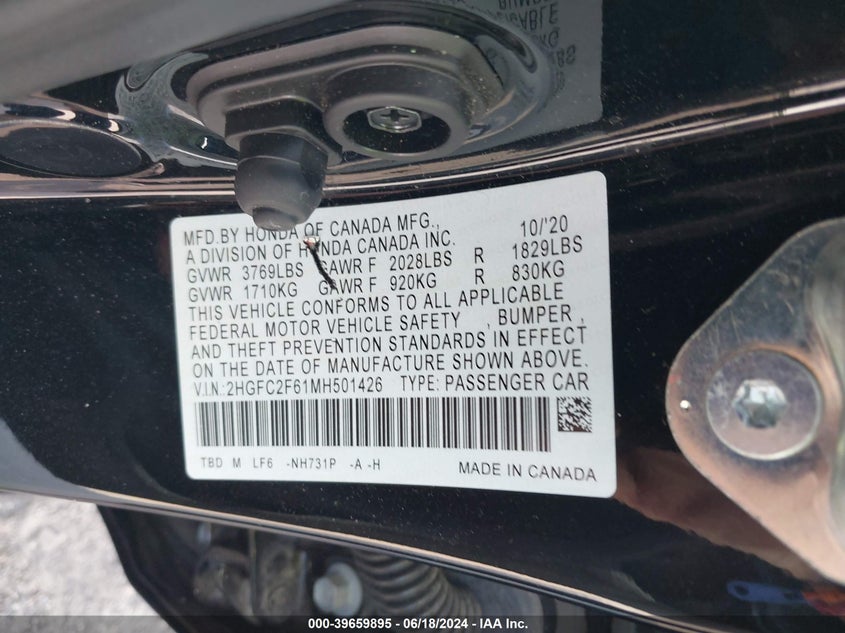 MFD.BY HONDA OF CANADA MFG., 10/'20
A DIVISION OF HONDA CANADA INC.
GVWR 3769LBS GAWR F 2028LBS R 1829LBS
GVWR 1710KG GAWR F 920KG R 830KG
THIS VEHICLE CONFORMS TO ALL APPLICABLE
FEDERAL MOTOR VEHICLE SAFETY , BUMPER ,
AND THEFT PREVENTION STANDARDS IN EFFECT
ON THE DATE OF MANUFACTURE SHOWN ABOVE.
V.I.N.:2HGFC2F61MH501426 TYPE: PASSENGER CAR
TBD M LF6 -NH731P -A -H MADE IN CANADA
000-39659895 - 06/18/2024 - IAA Inc.